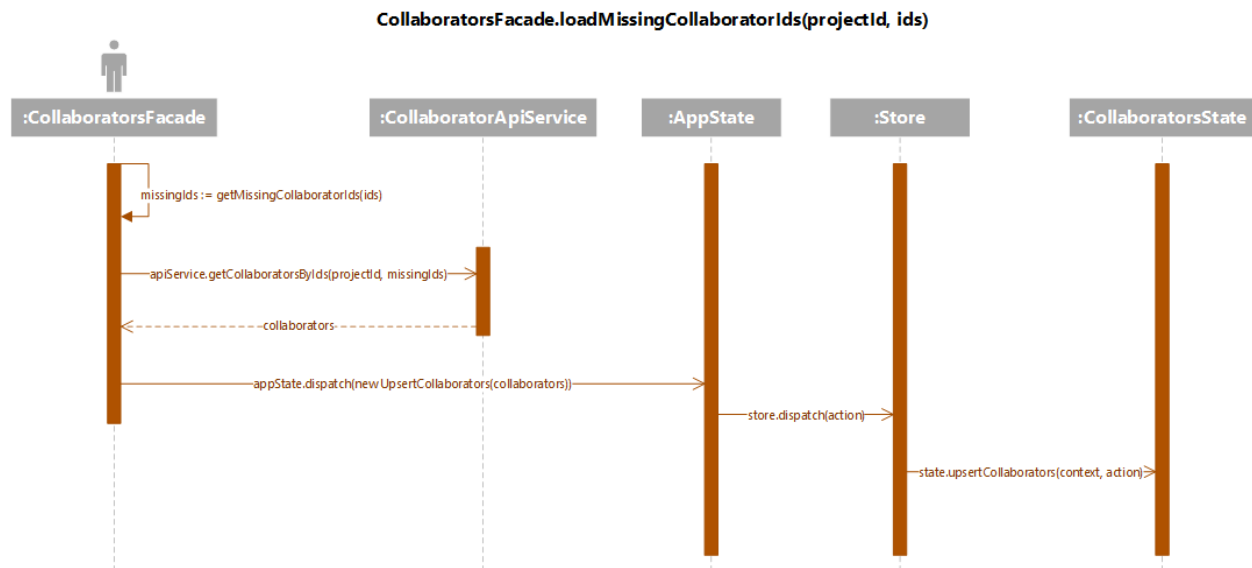 CollaboratorsFacade.loadMissingCollaboratorIds(projectId, ids)
:CollaboratorsFacade
:CollaboratorApiService
:AppState
:Store
:CollaboratorsState
missingIds := getMissingCollaboratorIds(ids)
apiService.getCollaboratorsByIds(projectId, missingIds)
collaborators
appState.dispatch(new UpsertCollaborators(collaborators))
store.dispatch(action)
state.upsertCollaborators(context, action)